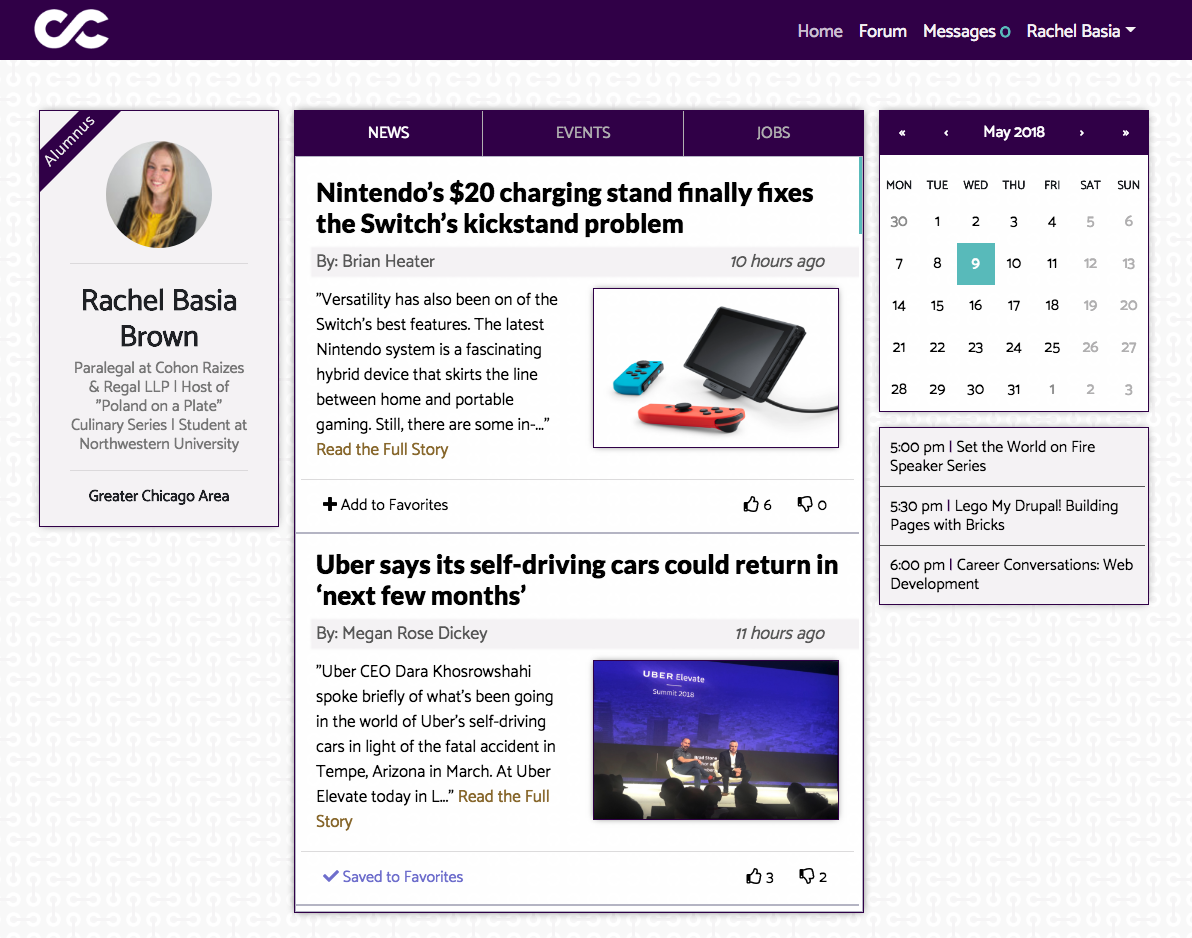 Home Forum Messages 0 Rachel Basia
Alumnus
Rachel Basia
Brown
Paralegal at Cohon Raizes
& Regal LLP | Host of
"Poland on a Plate"
Culinary Series | Student at
Northwestern University
Greater Chicago Area
NEWS EVENTS JOBS
Nintendo's $20 charging stand finally fixes
the Switch's kickstand problem
By: Brian Heater 10 hours ago
"Versatility has also been on of the
Switch's best features. The latest
Nintendo system is a fascinating
hybrid device that skirts the line
between home and portable
gaming. Still, there are some in-..."
Read the Full Story
Add to Favorites 6 0
Uber says its self-driving cars could return in
'next few months'
By: Megan Rose Dickey 11 hours ago
"Uber CEO Dara Khosrowshahi
spoke briefly of what's been going
in the world of Uber's self-driving
cars in light of the fatal accident in
Tempe, Arizona in March. At Uber
Elevate today in L..." Read the Full
Story
UBER Elevate
Summit 2018
Saved to Favorites 3 2
« ‹ May 2018 › »
MON TUE WED THU FRI SAT SUN
30 1 2 3 4 5 6
7 8 9 10 11 12 13
14 15 16 17 18 19 20
21 22 23 24 25 26 27
28 29 30 31 1 2 3
5:00 pm | Set the World on Fire
Speaker Series
5:30 pm | Lego My Drupal! Building
Pages with Bricks
6:00 pm | Career Conversations: Web
Development